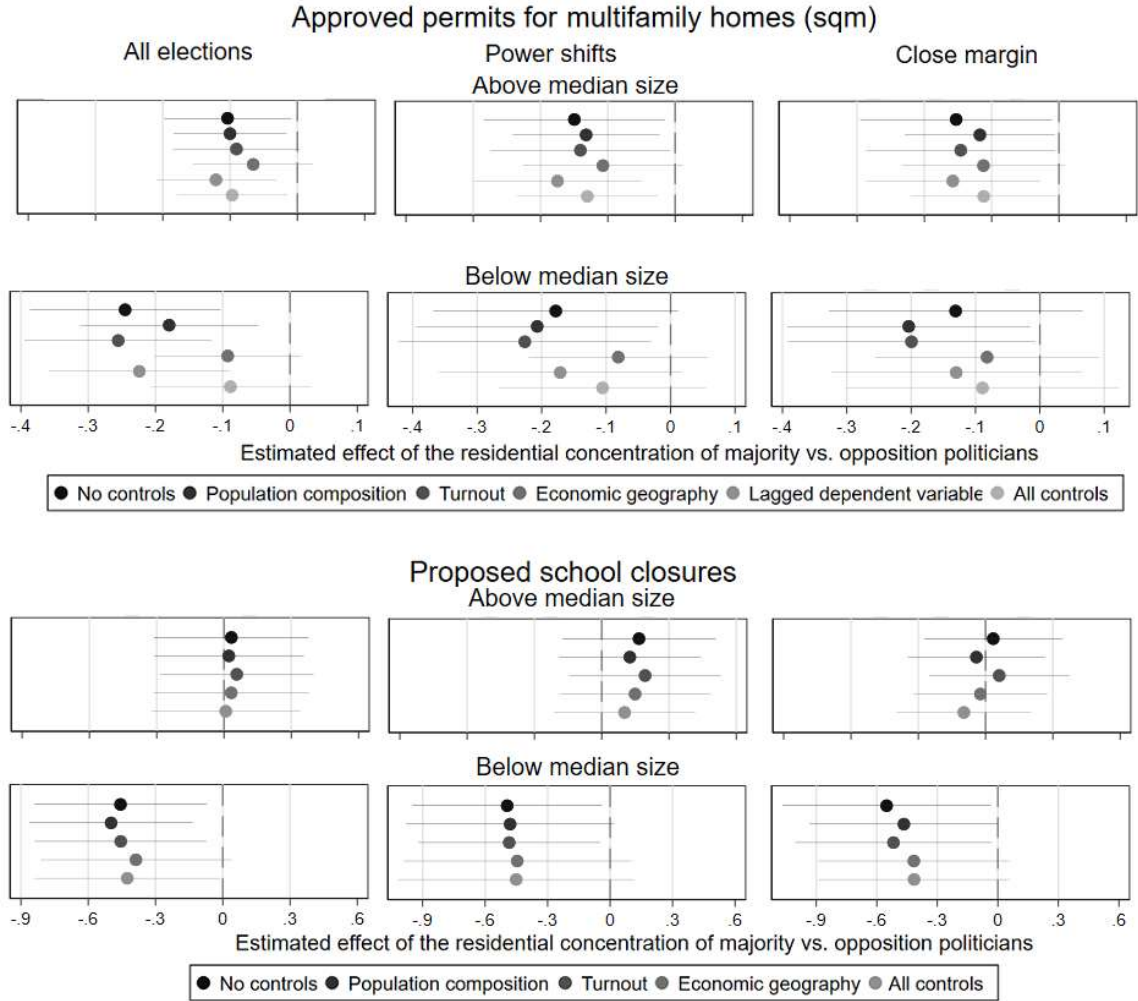 Approved permits for multifamily homes (sqm)
All elections Power shifts Close margin
Above median size
Below median size
-.4 -.3 -.2 -.1 0 .1 -.4 -.3 -.2 -.1 0 .1 -.4 -.3 -.2 -.1 0 .1
Estimated effect of the residential concentration of majority vs. opposition politicians
No controls Population composition Turnout Economic geography Lagged dependent variable All controls
Proposed school closures
Above median size
Below median size
-.9 -.6 -.3 0 .3 .6 -.9 -.6 -.3 0 .3 .6 -.9 -.6 -.3 0 .3 .6
Estimated effect of the residential concentration of majority vs. opposition politicians
No controls Population composition Turnout Economic geography All controls